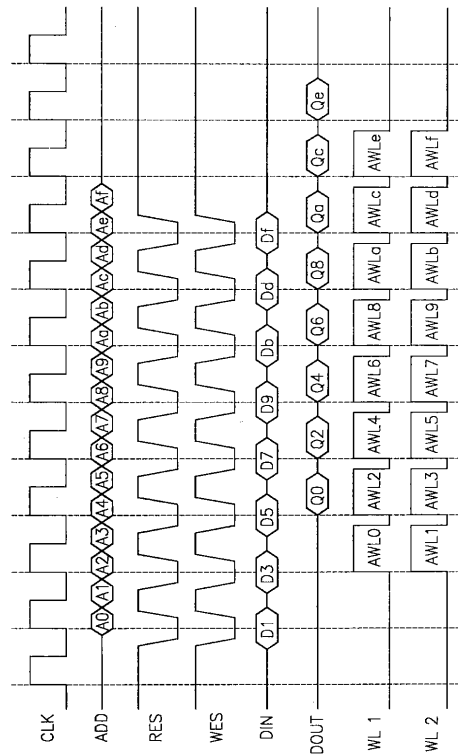 CLK
ADD A0 A1 A2 A3 A4 A5 A6 A7 A8 A9 Aa Ab Ac Ad Ae Af
RES
WES
DIN D1 D3 D5 D7 D9 Db Dd Df
DOUT Q0 Q2 Q4 Q6 Q8 Qa Qc Qe
WL 1 AWL0 AWL2 AWL4 AWL6 AWL8 AWLa AWLc AWLe
WL 2 AWL1 AWL3 AWL5 AWL7 AWL9 AWLb AWLd AWLf